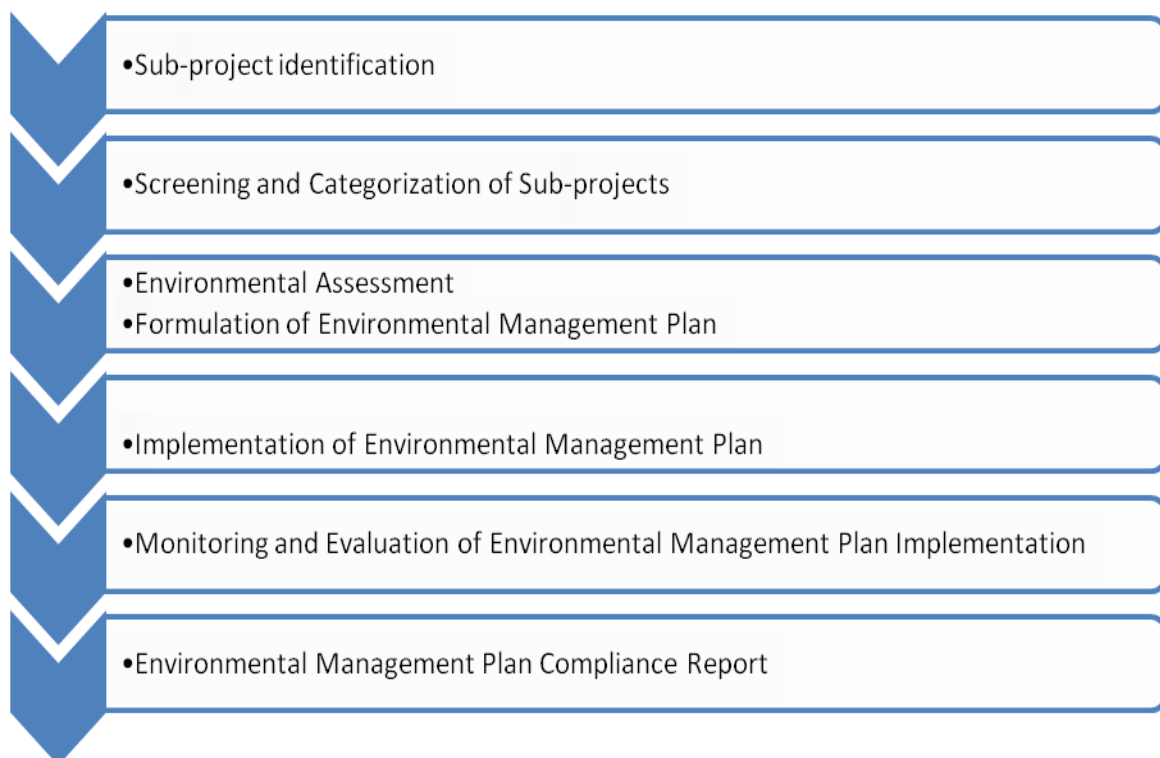 •Sub-project identification
•Screening and Categorization of Sub-projects
•Environmental Assessment
•Formulation of Environmental Management Plan
•Implementation of Environmental Management Plan
•Monitoring and Evaluation of Environmental Management Plan Implementation
•Environmental Management Plan Compliance Report